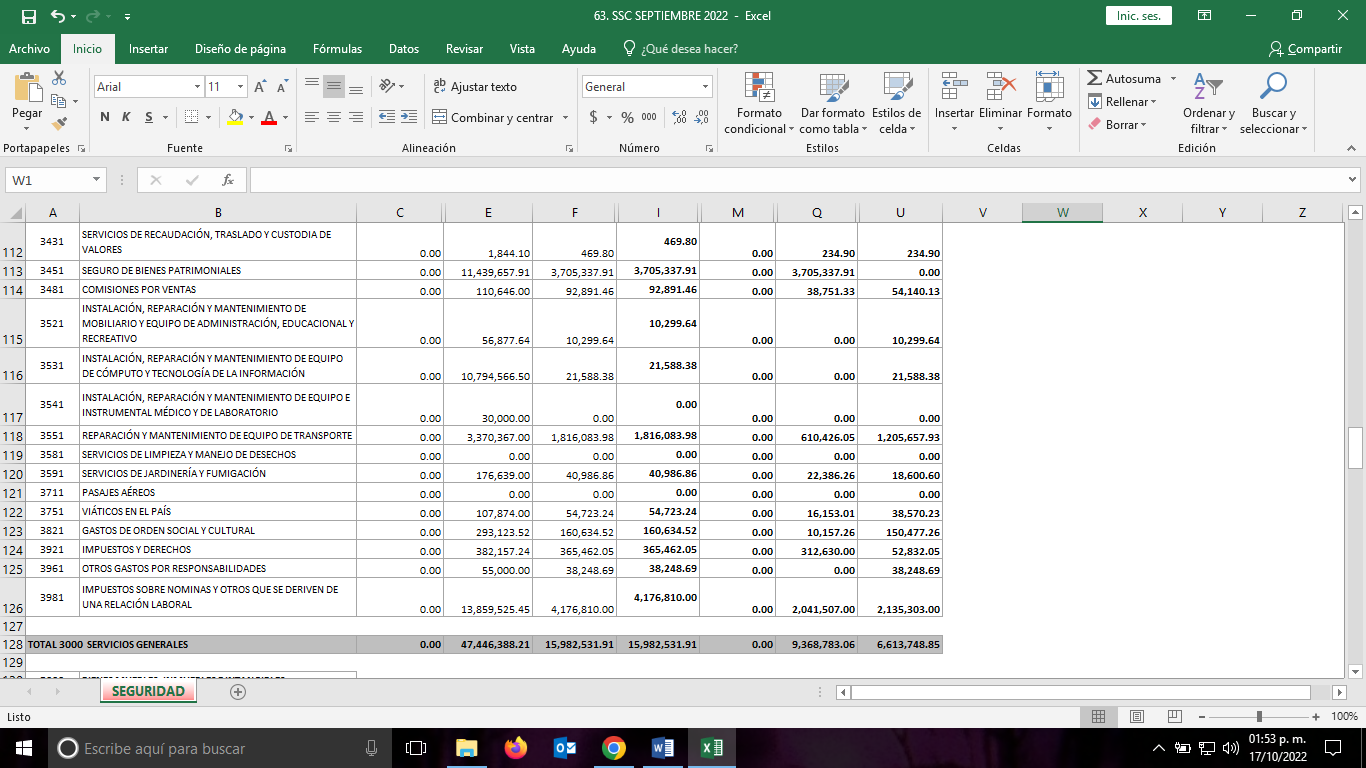 63. SSC SEPTIEMBRE 2022 - Excel
Inic. ses.
Archivo Inicio Insertar Diseño de página Fórmulas Datos Revisar Vista Ayuda ¿Qué desea hacer? Compartir
Pegar
Arial 11
N K S
Ajustar texto
Combinar y centrar
General
$ % 000
Formato condicional
Dar formato como tabla
Estilos de celda
Insertar Eliminar Formato
Autosuma
Rellenar
Borrar
Ordenar y filtrar
Buscar y seleccionar
Portapapeles Fuente Alineación Número Estilos Celdas Edición
W1 fx
A B C E F I M Q U V W X Y Z
112 3431 SERVICIOS DE RECAUDACIÓN, TRASLADO Y CUSTODIA DE
VALORES 0.00 1,844.10 469.80 469.80 0.00 234.90 234.90
113 3451 SEGURO DE BIENES PATRIMONIALES 0.00 11,439,657.91 3,705,337.91 3,705,337.91 0.00 3,705,337.91 0.00
114 3481 COMISIONES POR VENTAS 0.00 110,646.00 92,891.46 92,891.46 0.00 38,751.33 54,140.13
115 3521 INSTALACIÓN, REPARACIÓN Y MANTENIMIENTO DE
MOBILIARIO Y EQUIPO DE ADMINISTRACIÓN, EDUCACIONAL Y
RECREATIVO 0.00 56,877.64 10,299.64 10,299.64 0.00 0.00 10,299.64
116 3531 INSTALACIÓN, REPARACIÓN Y MANTENIMIENTO DE EQUIPO
DE CÓMPUTO Y TECNOLOGÍA DE LA INFORMACIÓN 0.00 10,794,566.50 21,588.38 21,588.38 0.00 0.00 21,588.38
117 3541 INSTALACIÓN, REPARACIÓN Y MANTENIMIENTO DE EQUIPO E
INSTRUMENTAL MÉDICO Y DE LABORATORIO 0.00 30,000.00 0.00 0.00 0.00 0.00 0.00
118 3551 REPARACIÓN Y MANTENIMIENTO DE EQUIPO DE TRANSPORTE 0.00 3,370,367.00 1,816,083.98 1,816,083.98 0.00 610,426.05 1,205,657.93
119 3581 SERVICIOS DE LIMPIEZA Y MANEJO DE DESECHOS 0.00 0.00 0.00 0.00 0.00 0.00 0.00
120 3591 SERVICIOS DE JARDINERÍA Y FUMIGACIÓN 0.00 176,639.00 40,986.86 40,986.86 0.00 22,386.26 18,600.60
121 3711 PASAJES AÉREOS 0.00 0.00 0.00 0.00 0.00 0.00 0.00
122 3751 VIÁTICOS EN EL PAÍS 0.00 107,874.00 54,723.24 54,723.24 0.00 16,153.01 38,570.23
123 3821 GASTOS DE ORDEN SOCIAL Y CULTURAL 0.00 293,123.52 160,634.52 160,634.52 0.00 10,157.26 150,477.26
124 3921 IMPUESTOS Y DERECHOS 0.00 382,157.24 365,462.05 365,462.05 0.00 312,630.00 52,832.05
125 3961 OTROS GASTOS POR RESPONSABILIDADES 0.00 55,000.00 38,248.69 38,248.69 0.00 0.00 38,248.69
126 3981 IMPUESTOS SOBRE NOMINAS Y OTROS QUE SE DERIVEN DE
UNA RELACIÓN LABORAL 0.00 13,859,525.45 4,176,810.00 4,176,810.00 0.00 2,041,507.00 2,135,303.00
127
128 TOTAL 3000 SERVICIOS GENERALES 0.00 47,446,388.21 15,982,531.91 15,982,531.91 0.00 9,368,783.06 6,613,748.85
129
SEGURIDAD
Listo 100%
Escribe aquí para buscar
01:53 p. m.
17/10/2022